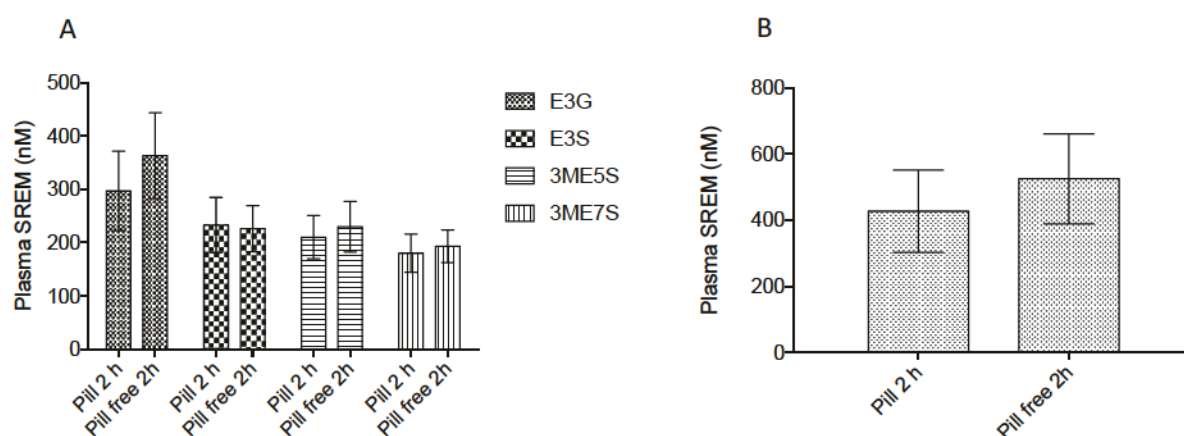 A
Plasma SREM (nM)
500
400
300
200
100
0
Pill 2 h
Pill free 2h
Pill 2 h
Pill free 2h
Pill 2 h
Pill free 2h
Pill 2 h
Pill free 2h
E3G
E3S
3ME5S
3ME7S
B
Plasma SREM (nM)
800
600
400
200
0
Pill 2 h
Pill free 2h